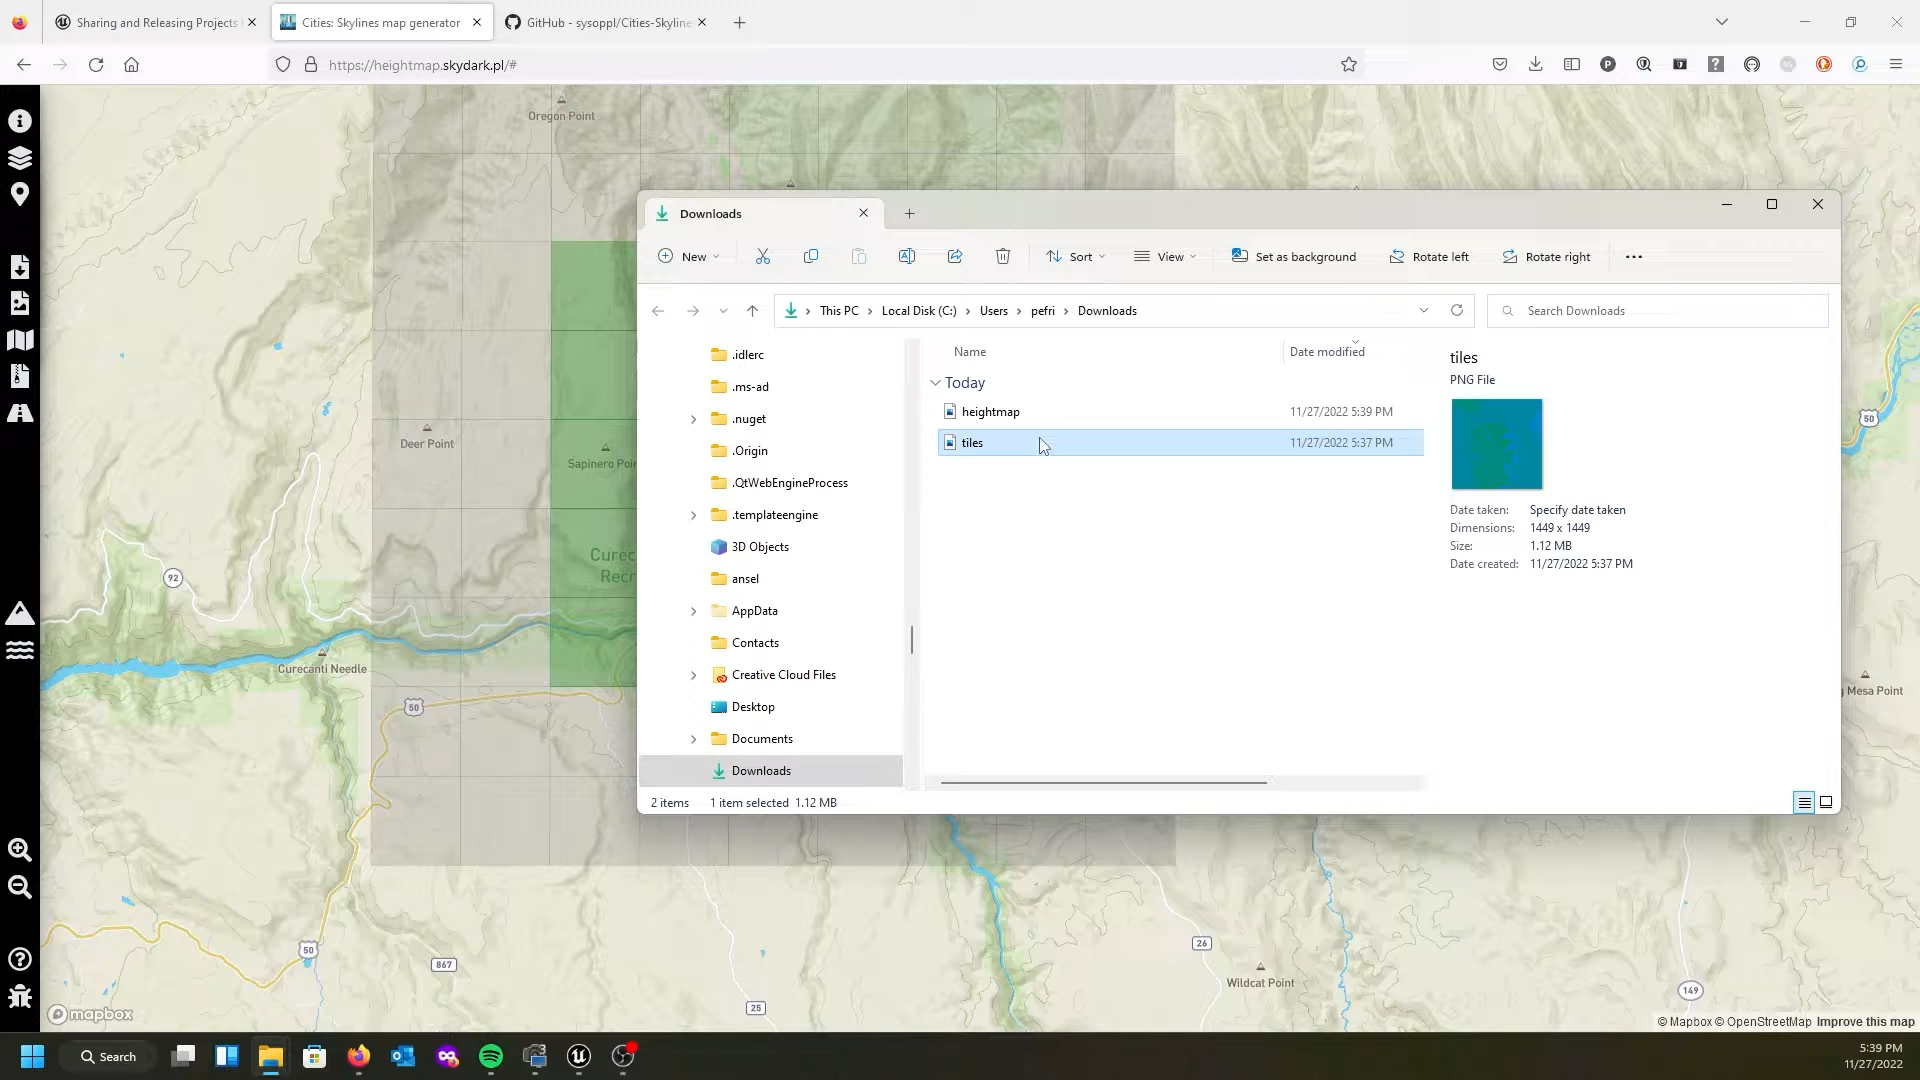 Sharing and Releasing Projects
Cities: Skylines map generator
GitHub - sysoppl/Cities-Skyline
https://heightmap.skydark.pl/#
Oregon Point
Downloads
New
Sort
View
Set as background
Rotate left
Rotate right
This PC
Local Disk (C:)
Users
pefri
Downloads
Search Downloads
.idlerc
.ms-ad
.nuget
.Origin
.QtWebEngineProcess
.templateengine
3D Objects
ansel
AppData
Contacts
Creative Cloud Files
Desktop
Documents
Downloads
Name
Date modified
Today
heightmap
11/27/2022 5:39 PM
tiles
11/27/2022 5:37 PM
tiles
PNG File
Date taken: Specify date taken
Dimensions: 1449 x 1449
Size: 1.12 MB
Date created: 11/27/2022 5:37 PM
2 items
1 item selected 1.12 MB
Deer Point
Sapinero Poin
Curec
Recr
92
50
Curecanti Needle
50
50
867
25
26
Wildcat Point
149
Mesa Point
mapbox
© Mapbox © OpenStreetMap Improve this map
Search
5:39 PM
11/27/2022